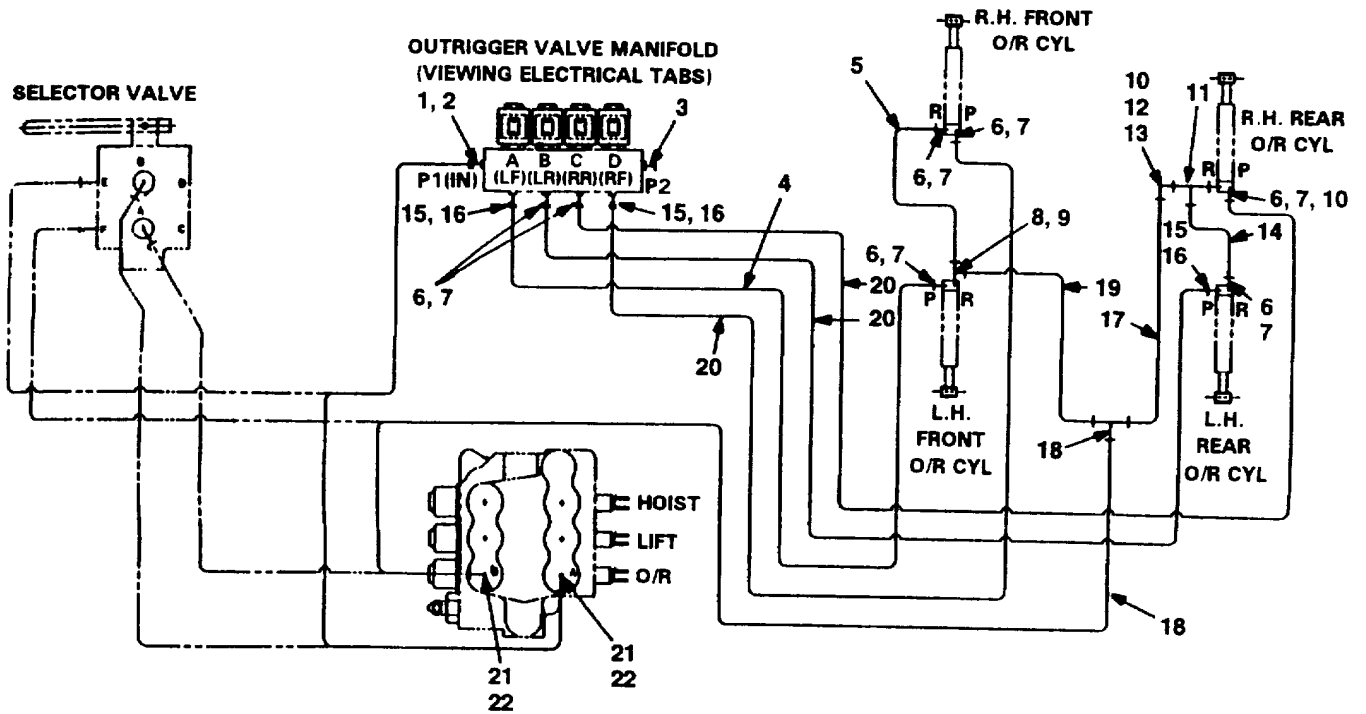 SELECTOR VALVE
B
A
E
D
F
C
OUTRIGGER VALVE MANIFOLD
(VIEWING ELECTRICAL TABS)
1, 2
3
A B C D
(LF) (LR) (RR) (RF)
P1(IN)
P2
15, 16
15, 16
6, 7
4
20
20
20
R.H. FRONT
O/R CYL
5
R P
6, 7
6, 7
8, 9
6, 7
P R
L.H.
FRONT
O/R CYL
10
12
13
11
R.H. REAR
O/R CYL
R P
6, 7, 10
15
16
14
P R
6
7
L.H.
REAR
O/R CYL
19
17
18
18
HOIST
LIFT
O/R
B
A
21
22
21
22